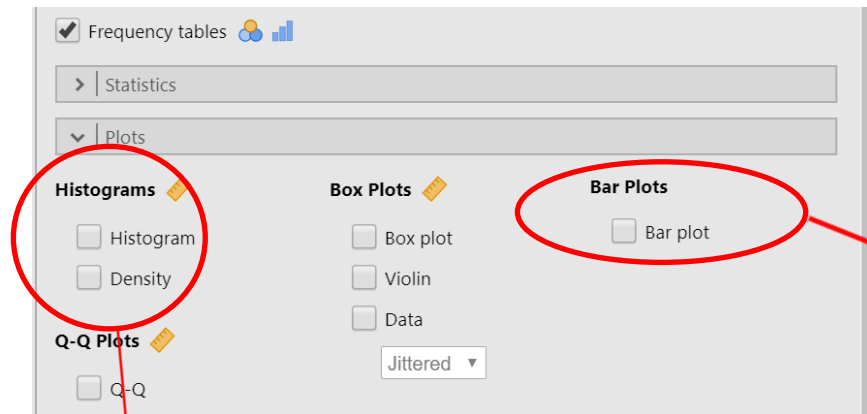 Frequency tables
Statistics
Plots
Histograms
Histogram
Density
Q-Q Plots
Q-Q
Box Plots
Box plot
Violin
Data
Jittered
Bar Plots
Bar plot